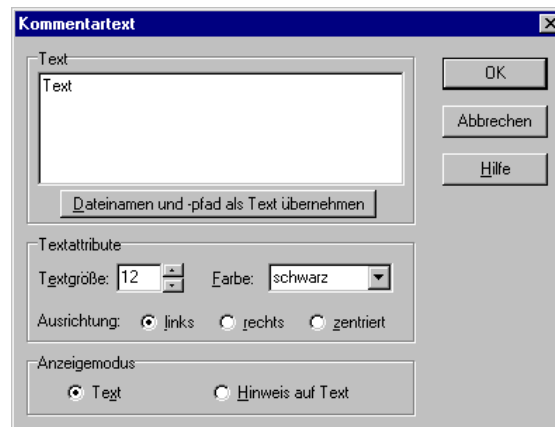 Kommentartext
Text
Text
OK
Abbrechen
Hilfe
Dateinamen und -pfad als Text übernehmen
Textattribute
Textgröße: 12 Farbe: schwarz
Ausrichtung: links rechts zentriert
Anzeigemodus
Text Hinweis auf Text